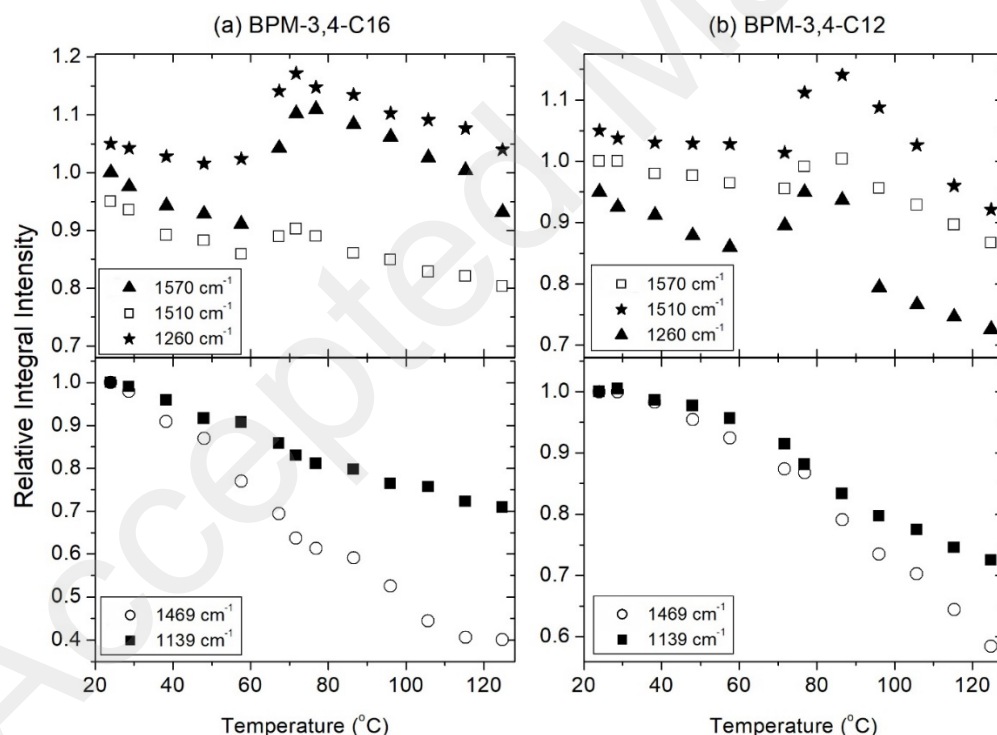 (a) BPM-3,4-C16
(b) BPM-3,4-C12
Relative Integral Intensity
1.2
1.1
1.0
0.9
0.8
0.7
1570 cm-1
1510 cm-1
1260 cm-1
1.0
0.9
0.8
0.7
0.6
0.5
0.4
1469 cm-1
1139 cm-1
20 40 60 80 100 120
Temperature (oC)
1.2
1.1
1.0
0.9
0.8
0.7
1570 cm-1
1510 cm-1
1260 cm-1
1.0
0.9
0.8
0.7
0.6
1469 cm-1
1139 cm-1
20 40 60 80 100 120
Temperature (oC)
Accepted